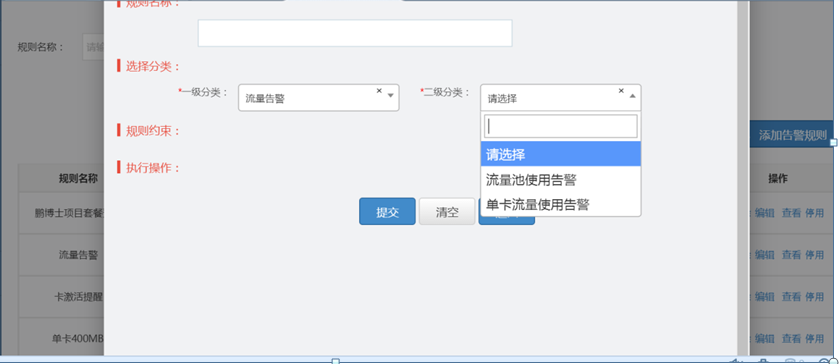 规则名称：
规则名称：
选择分类：
*一级分类： 流量告警 × *二级分类： 请选择 ×
请选择
流量池使用告警
单卡流量使用告警
规则约束：
执行操作：
提交 清空
添加告警规则
规则名称 操作
鹏博士项目套餐 编辑 查看 停用
流量告警 编辑 查看 停用
卡激活提醒 编辑 查看 停用
单卡400MB 编辑 查看 停用